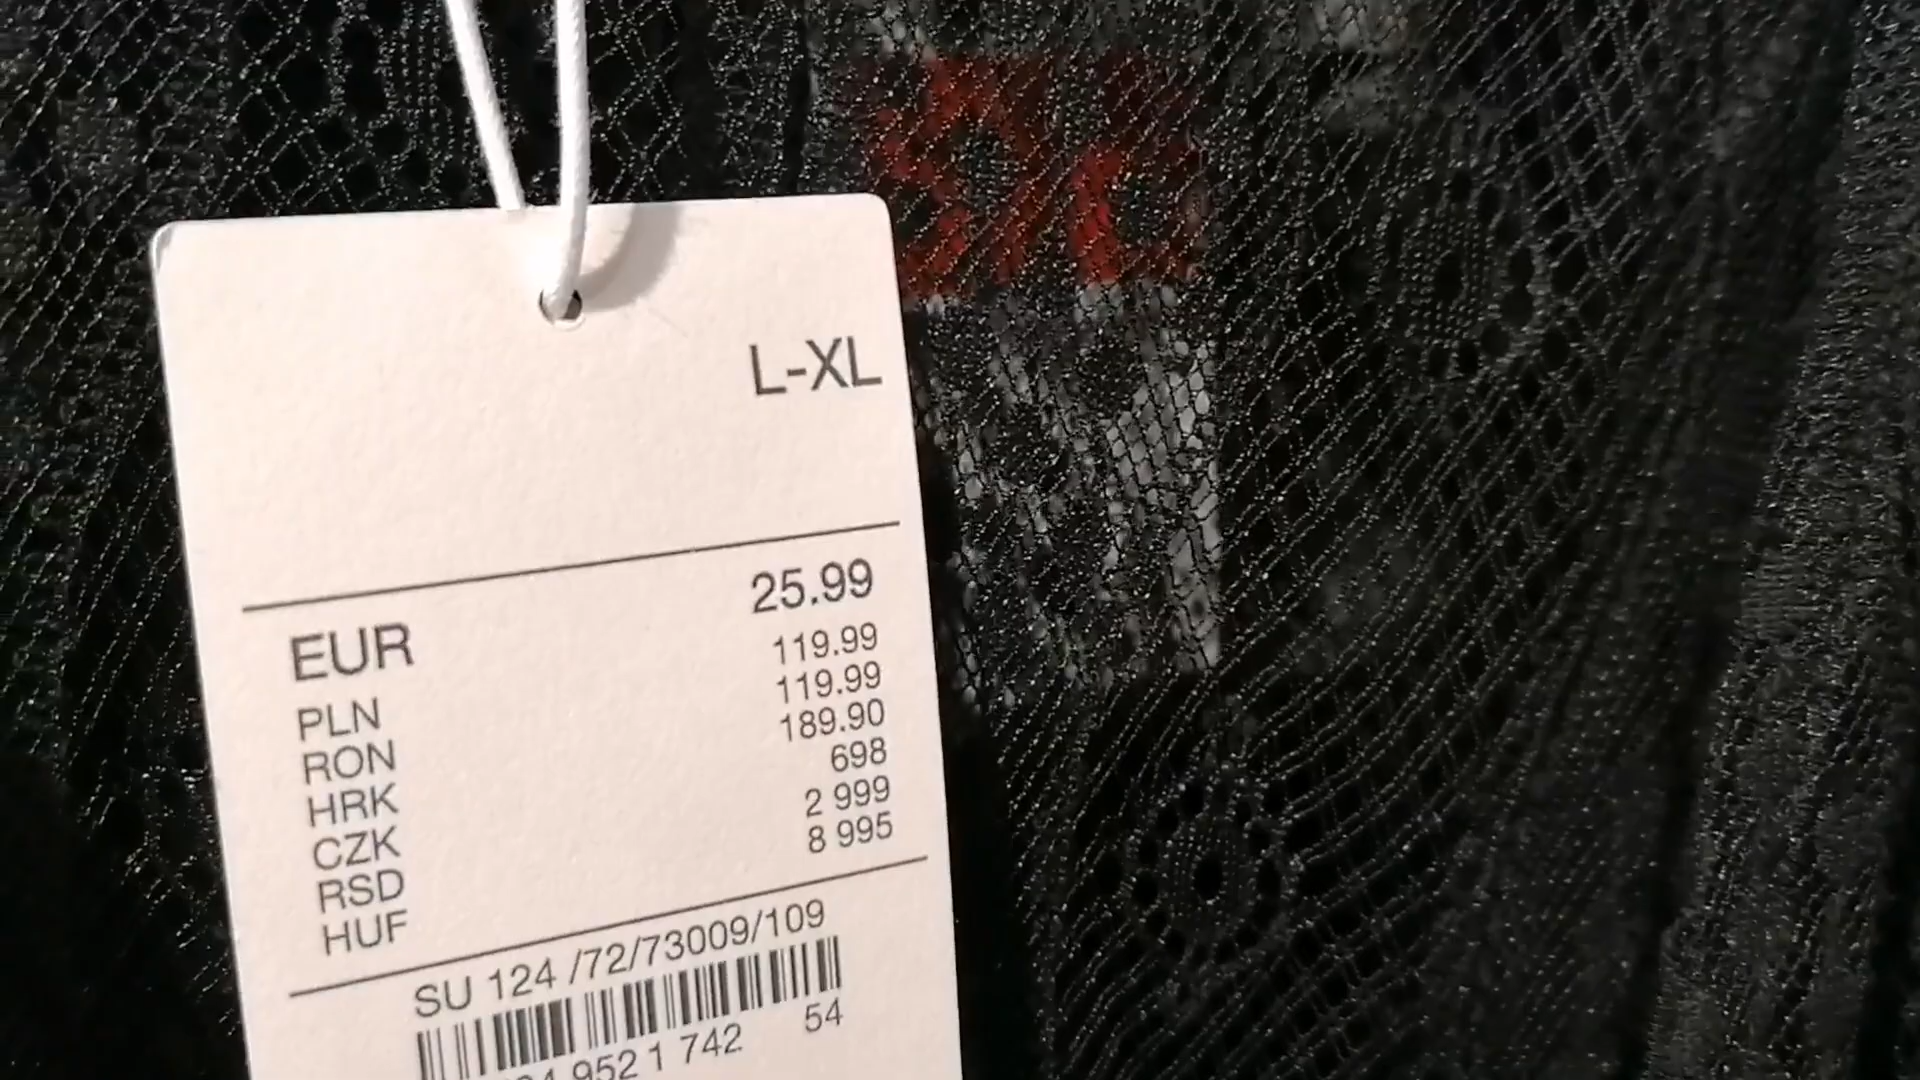 L-XL
EUR 25.99
PLN 119.99
RON 119.99
HRK 189.90
CZK 698
RSD 2 999
HUF 8 995
SU 124 /72/73009/109
952 1 742 54